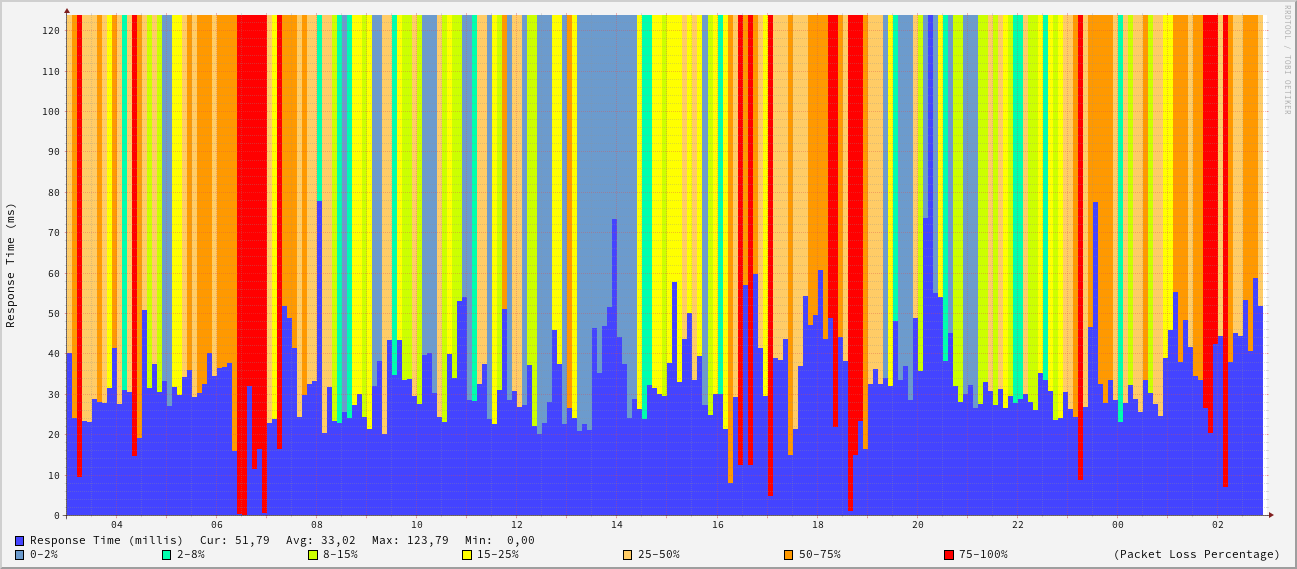 RRDTOOL / TOBI OETIKER
Response Time (ms)
120
110
100
90
80
70
60
50
40
30
20
10
0
04 06 08 10 12 14 16 18 20 22 00 02
Response Time (millis) Cur: 51,79 Avg: 33,02 Max: 123,79 Min: 0,00
0-2% 2-8% 8-15% 15-25% 25-50% 50-75% 75-100% (Packet Loss Percentage)